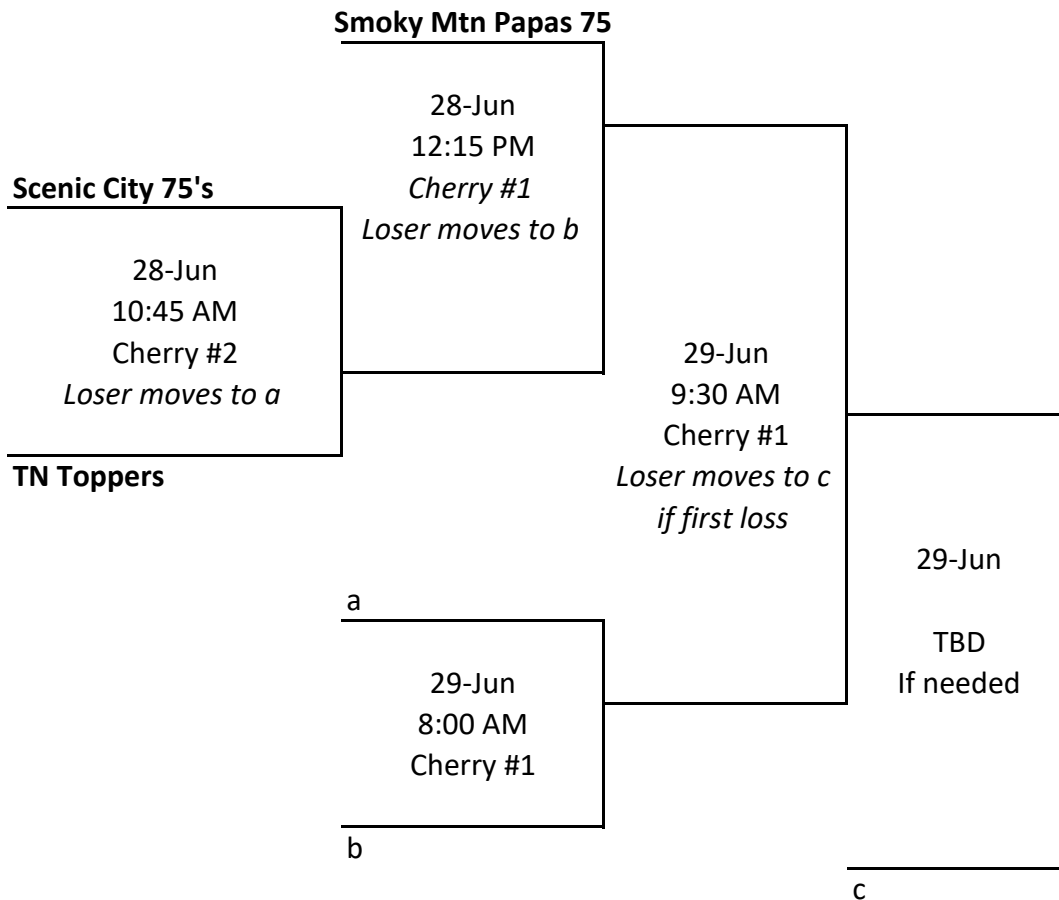 Smoky Mtn Papas 75
28-Jun
12:15 PM
Cherry #1
Loser moves to b
Scenic City 75's
28-Jun
10:45 AM
Cherry #2
Loser moves to a
TN Toppers
29-Jun
9:30 AM
Cherry #1
Loser moves to c
if first loss
a
29-Jun
8:00 AM
Cherry #1
b
29-Jun
TBD
If needed
c